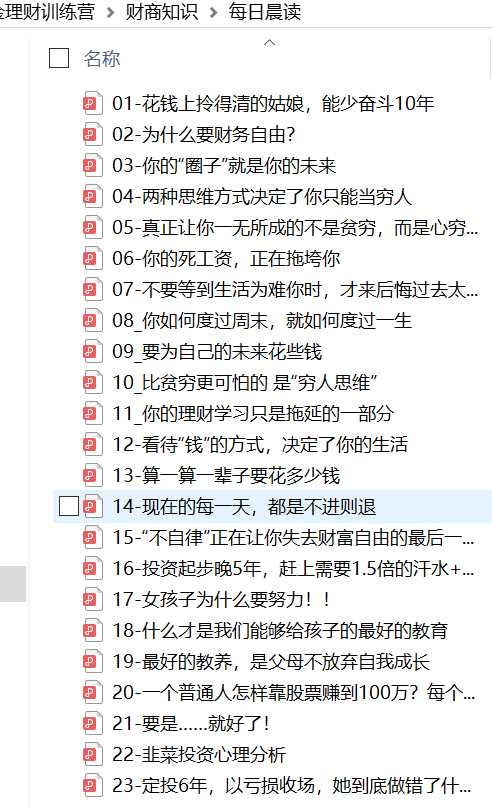 金理财训练营 > 财商知识 > 每日晨读
名称
01-花钱上拎得清的姑娘，能少奋斗10年
02-为什么要财务自由？
03-你的“圈子”就是你的未来
04-两种思维方式决定了你只能当穷人
05-真正让你一无所成的不是贫穷，而是心穷...
06-你的死工资，正在拖垮你
07-不要等到生活为难你时，才来后悔过去太...
08_你如何度过周末，就如何度过一生
09_要为自己的未来花些钱
10_比贫穷更可怕的 是“穷人思维”
11_你的理财学习只是拖延的一部分
12-看待“钱”的方式，决定了你的生活
13-算一算一辈子要花多少钱
14-现在的每一天，都是不进则退
15-“不自律”正在让你失去财富自由的最后一...
16-投资起步晚5年，赶上需要1.5倍的汗水+...
17-女孩子为什么要努力！！
18-什么才是我们能够给孩子的最好的教育
19-最好的教养，是父母不放弃自我成长
20-一个普通人怎样靠股票赚到100万？每个...
21-要是......就好了！
22-韭菜投资心理分析
23-定投6年，以亏损收场，她到底做错了什...